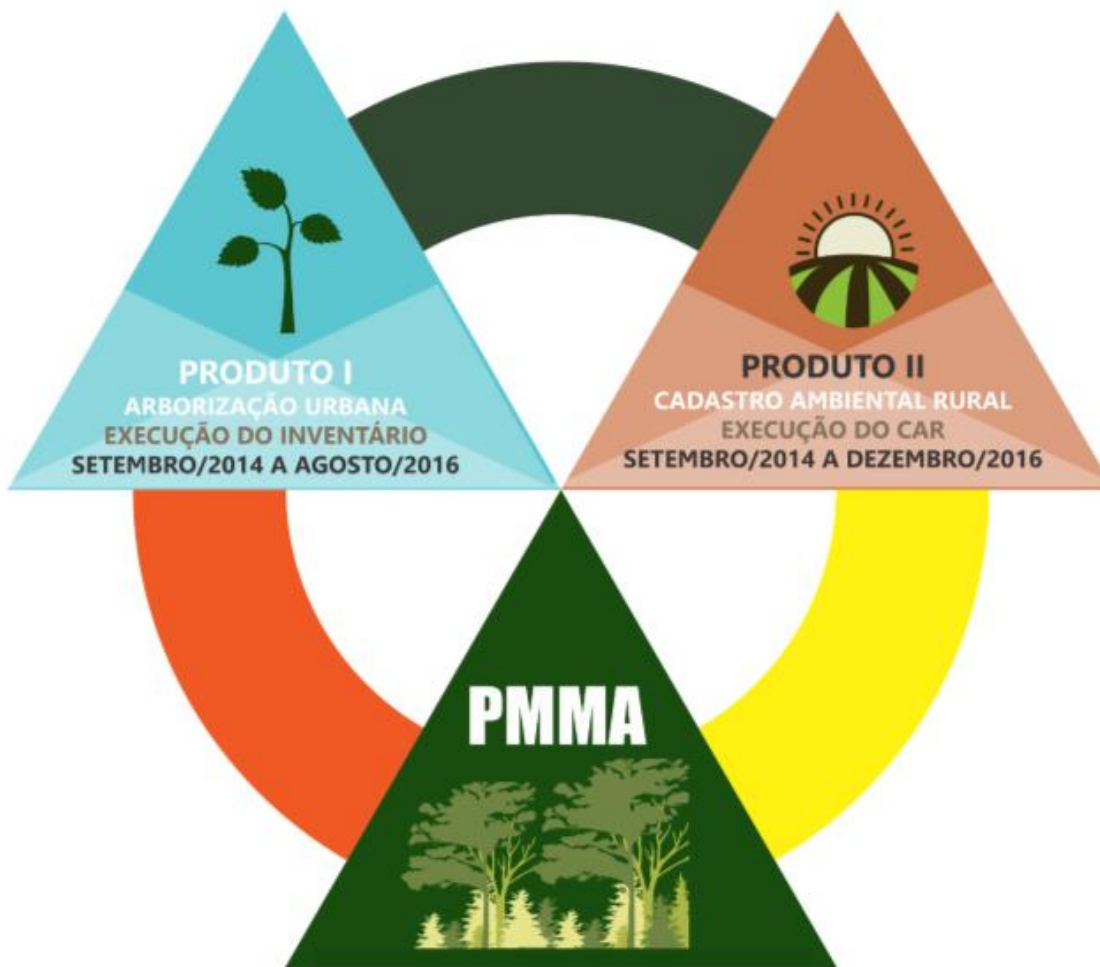 PRODUTO I
ARBORIZAÇÃO URBANA
EXECUÇÃO DO INVENTÁRIO
SETEMBRO/2014 A AGOSTO/2016
PRODUTO II
CADASTRO AMBIENTAL RURAL
EXECUÇÃO DO CAR
SETEMBRO/2014 A DEZEMBRO/2016
PMMA